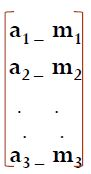 a₁ _ m₁
a₂ _ m₂
. .
. .
a₃ _ m₃